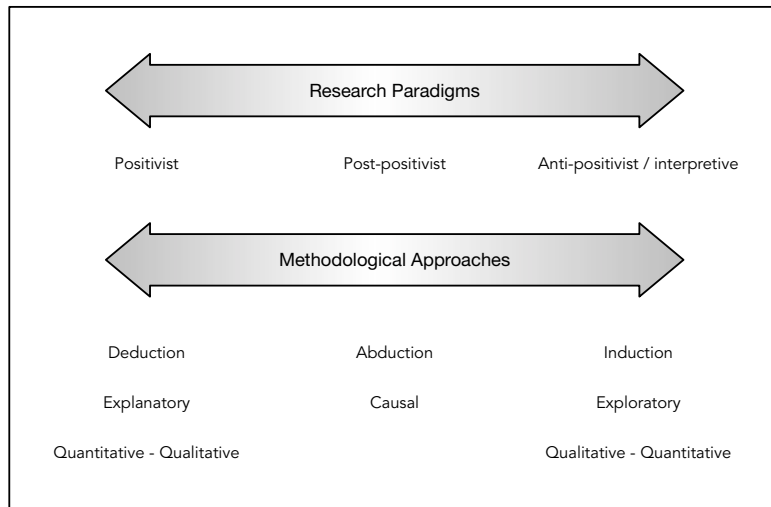 Research Paradigms
Positivist Post-positivist Anti-positivist / interpretive
Methodological Approaches
Deduction Abduction Induction
Explanatory Causal Exploratory
Quantitative - Qualitative Qualitative - Quantitative